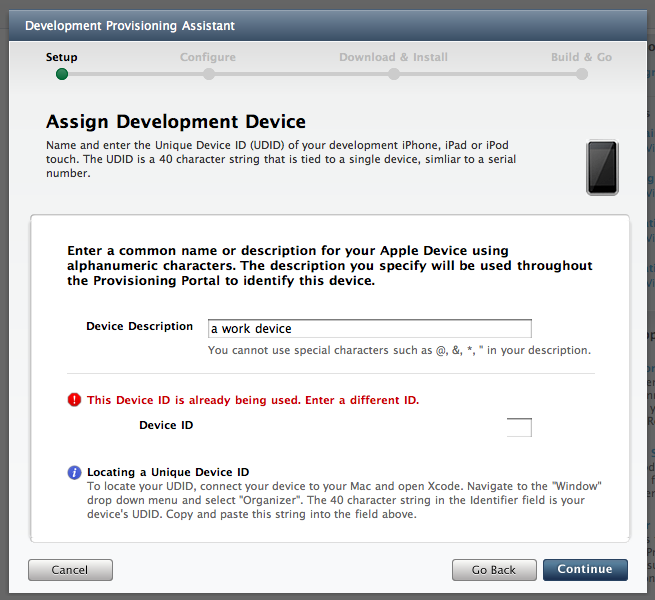 Development Provisioning Assistant
Setup
Configure
Download & Install
Build & Go
Assign Development Device
Name and enter the Unique Device ID (UDID) of your development iPhone, iPad or iPod
touch. The UDID is a 40 character string that is tied to a single device, simliar to a serial
number.
Enter a common name or description for your Apple Device using
alphanumeric characters. The description you specify will be used throughout
the Provisioning Portal to identify this device.
Device Description
a work device
You cannot use special characters such as @, &, *, " in your description.
This Device ID is already being used. Enter a different ID.
Device ID
Locating a Unique Device ID
To locate your UDID, connect your device to your Mac and open Xcode. Navigate to the "Window"
drop down menu and select "Organizer". The 40 character string in the Identifier field is your
device's UDID. Copy and paste this string into the field above.
Cancel
Go Back
Continue